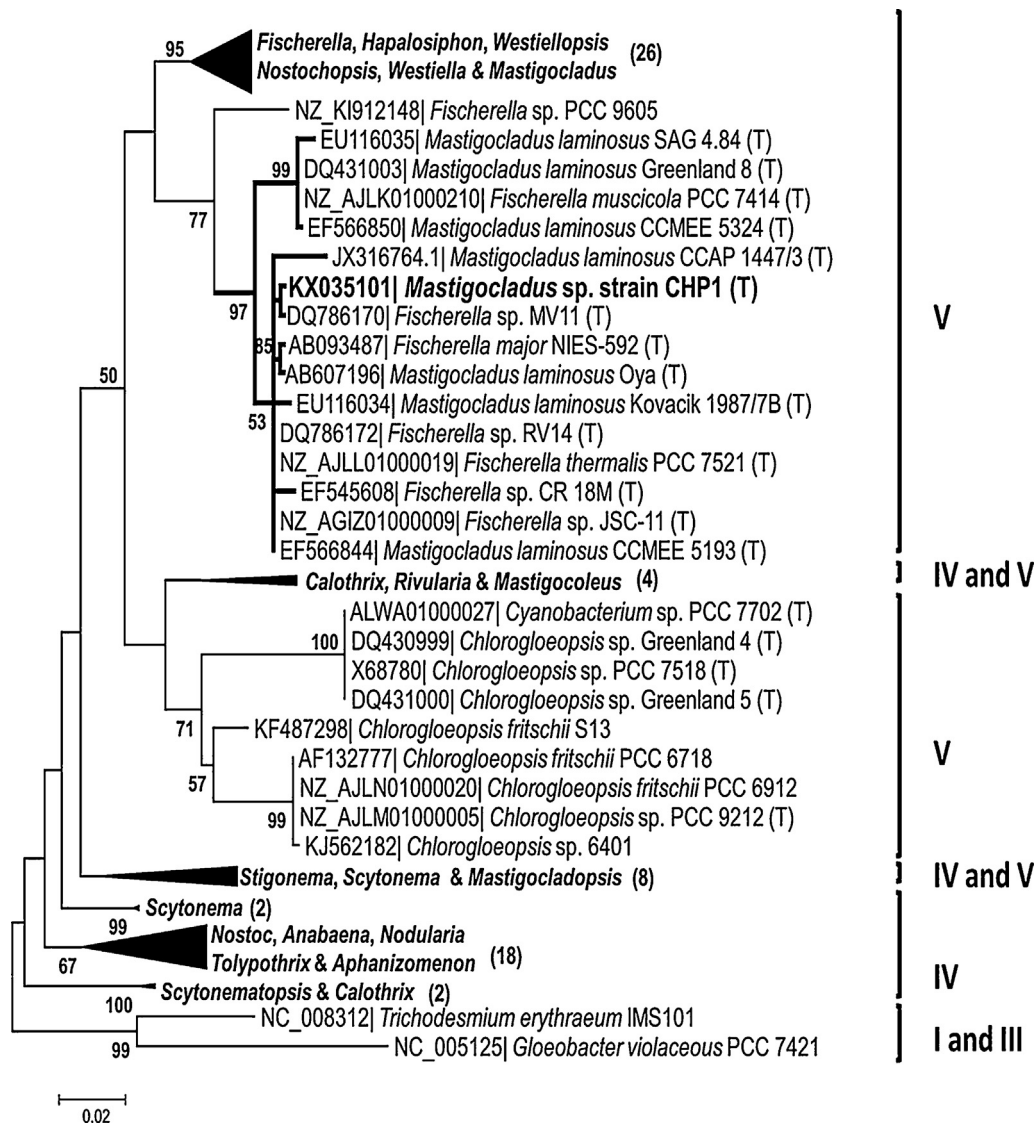 95
Fischerella, Hapalosiphon, Westiellopsis
Nostochopsis, Westiella & Mastigocladus
(26)
NZ_KI912148| Fischerella sp. PCC 9605
EU116035| Mastigocladus laminosus SAG 4.84 (T)
99
DQ431003| Mastigocladus laminosus Greenland 8 (T)
NZ_AJLK01000210| Fischerella muscicola PCC 7414 (T)
77
EF566850| Mastigocladus laminosus CCMEE 5324 (T)
JX316764.1| Mastigocladus laminosus CCAP 1447/3 (T)
KX035101| Mastigocladus sp. strain CHP1 (T)
97
DQ786170| Fischerella sp. MV11 (T)
V
85
AB093487| Fischerella major NIES-592 (T)
50
AB607196| Mastigocladus laminosus Oya (T)
EU116034| Mastigocladus laminosus Kovacik 1987/7B (T)
53
DQ786172| Fischerella sp. RV14 (T)
NZ_AJLL01000019| Fischerella thermalis PCC 7521 (T)
EF545608| Fischerella sp. CR 18M (T)
NZ_AGIZ01000009| Fischerella sp. JSC-11 (T)
EF566844| Mastigocladus laminosus CCMEE 5193 (T)
Calothrix, Rivularia & Mastigocoleus (4)
IV and V
ALWA01000027| Cyanobacterium sp. PCC 7702 (T)
100
DQ430999| Chlorogloeopsis sp. Greenland 4 (T)
X68780| Chlorogloeopsis sp. PCC 7518 (T)
DQ431000| Chlorogloeopsis sp. Greenland 5 (T)
71
KF487298| Chlorogloeopsis fritschii S13
V
AF132777| Chlorogloeopsis fritschii PCC 6718
57
NZ_AJLN01000020| Chlorogloeopsis fritschii PCC 6912
99
NZ_AJLM01000005| Chlorogloeopsis sp. PCC 9212 (T)
KJ562182| Chlorogloeopsis sp. 6401
Stigonema, Scytonema & Mastigocladopsis (8)
IV and V
Scytonema (2)
99
Nostoc, Anabaena, Nodularia
Tolypothrix & Aphanizomenon
(18)
67
IV
Scytonematopsis & Calothrix (2)
100
NC_008312| Trichodesmium erythraeum IMS101
99
NC_005125| Gloeobacter violaceous PCC 7421
I and III
0.02